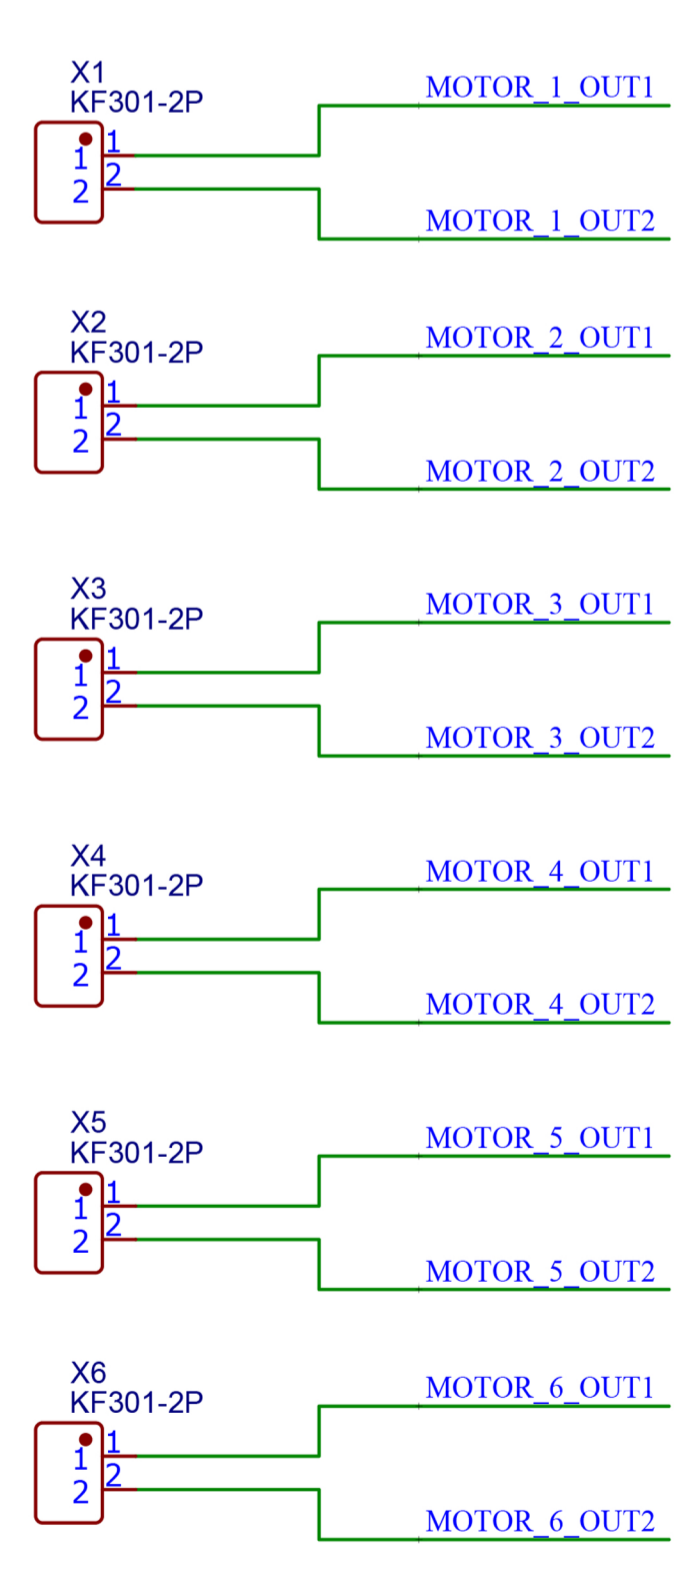 X1
KF301-2P
MOTOR_1_OUT1
1 1
2 2
MOTOR_1_OUT2
X2
KF301-2P
MOTOR_2_OUT1
1 1
2 2
MOTOR_2_OUT2
X3
KF301-2P
MOTOR_3_OUT1
1 1
2 2
MOTOR_3_OUT2
X4
KF301-2P
MOTOR_4_OUT1
1 1
2 2
MOTOR_4_OUT2
X5
KF301-2P
MOTOR_5_OUT1
1 1
2 2
MOTOR_5_OUT2
X6
KF301-2P
MOTOR_6_OUT1
1 1
2 2
MOTOR_6_OUT2